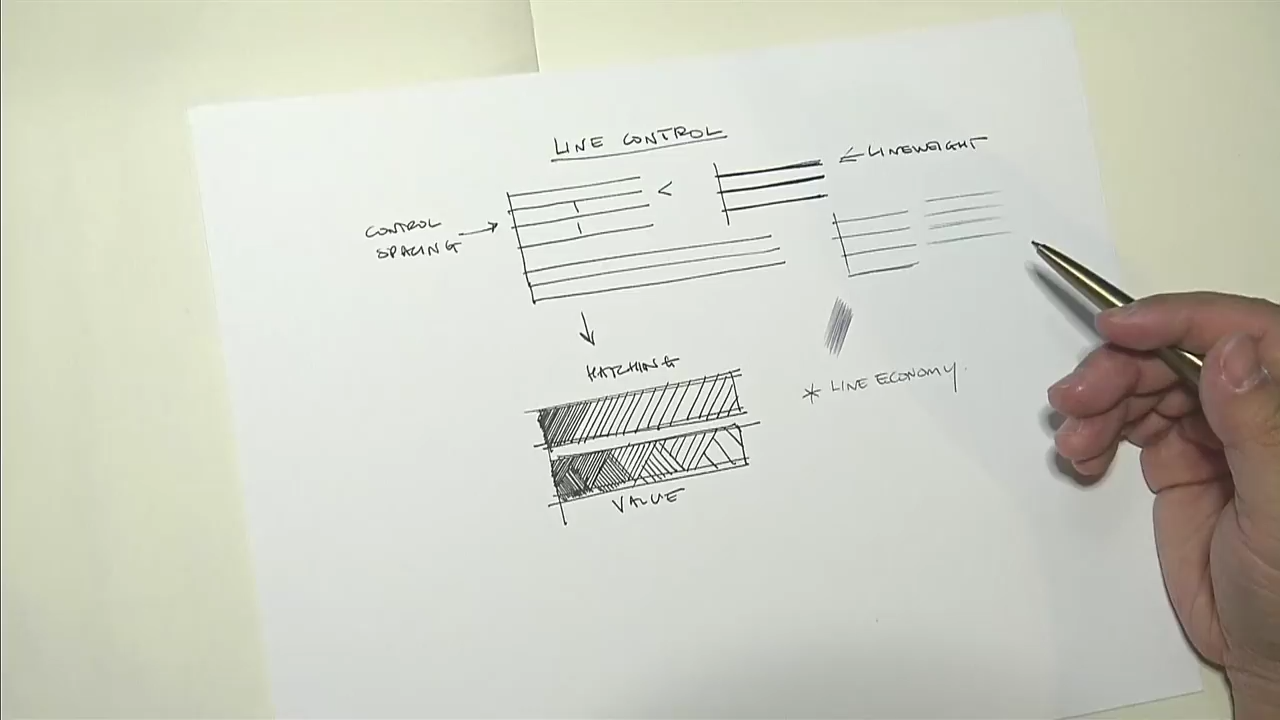 LINE CONTROL
< LINEWEIGHT
CONTROL
SPACING
HATCHING
* LINE ECONOMY.
VALUE